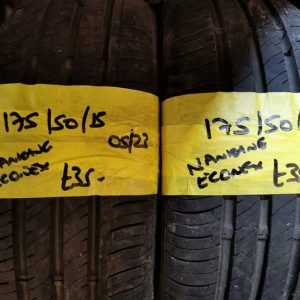 175/50/15
05/23
NANKANG
ECONEX
£35-
175/50/
NANKANG
ECONEX
£3